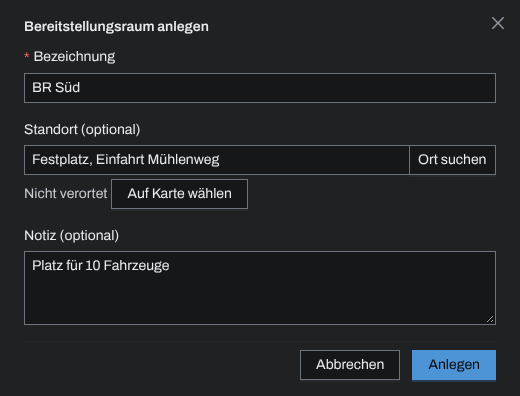 Bereitstellungsraum anlegen
* Bezeichnung
BR Süd
Standort (optional)
Festplatz, Einfahrt Mühlenweg
Ort suchen
Nicht verortet
Auf Karte wählen
Notiz (optional)
Platz für 10 Fahrzeuge
Abbrechen
Anlegen